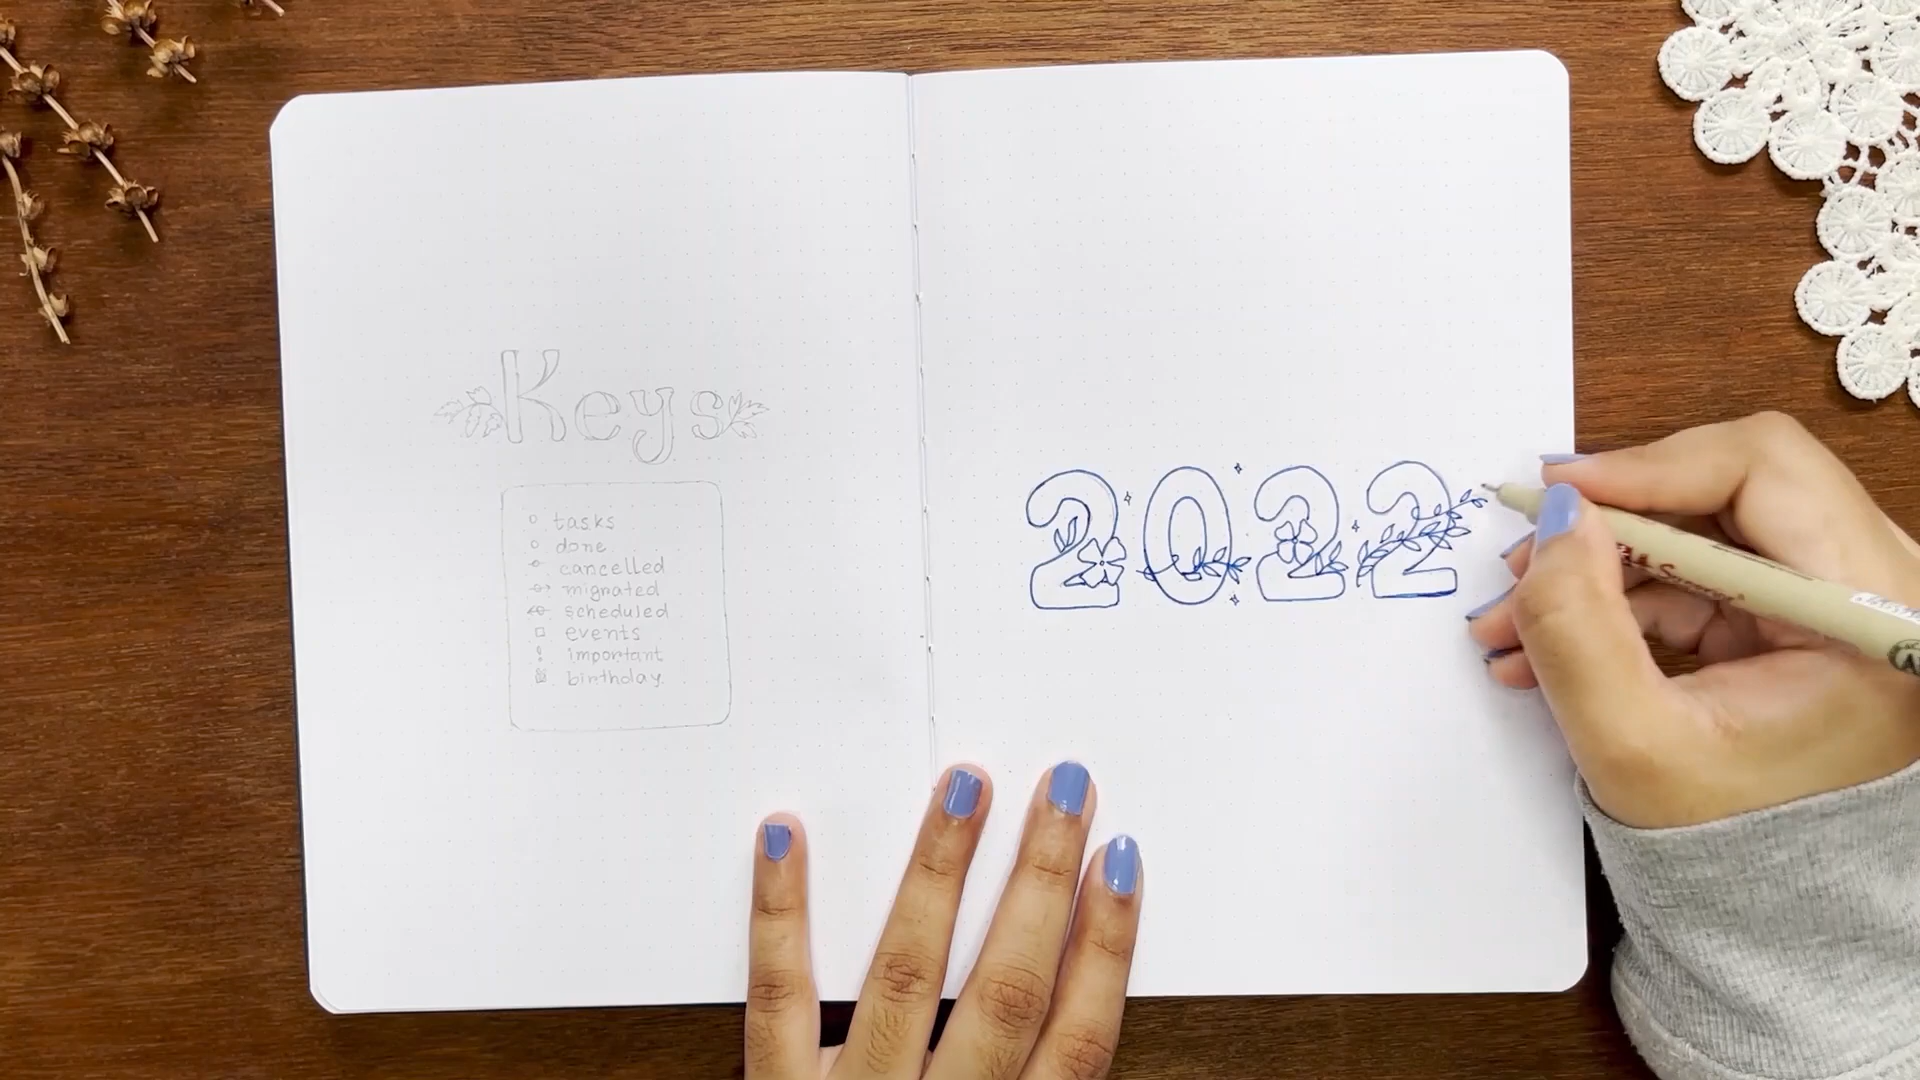 Keys
tasks
done
cancelled
migrated
scheduled
events
! important
birthday
2022